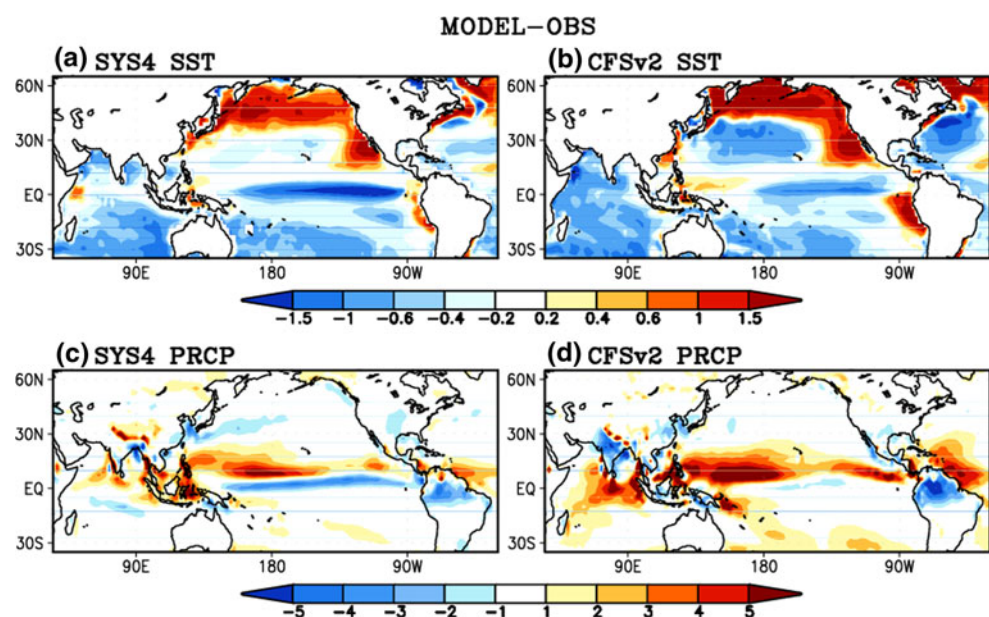 MODEL-OBS
(a) SYS4 SST
(b) CFSv2 SST
60N
30N
EQ
30S
90E 180 90W
60N
30N
EQ
30S
90E 180 90W
-1.5 -1 -0.6 -0.4 -0.2 0.2 0.4 0.6 1 1.5
(c) SYS4 PRCP
(d) CFSv2 PRCP
60N
30N
EQ
30S
90E 180 90W
60N
30N
EQ
30S
90E 180 90W
-5 -4 -3 -2 -1 1 2 3 4 5